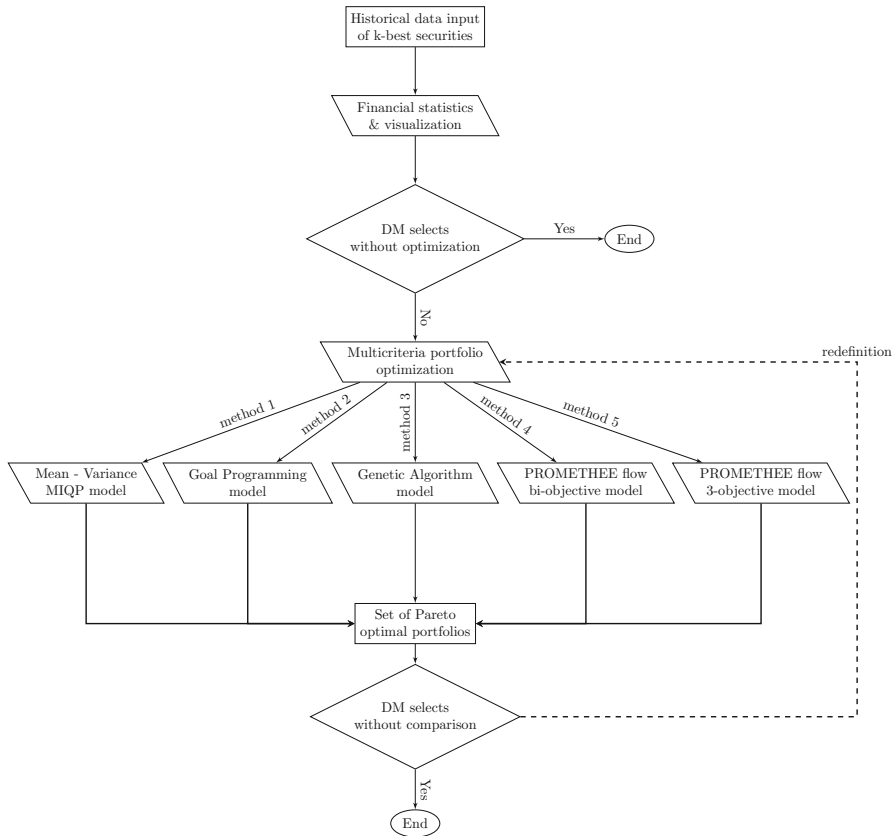 Historical data input
of k-best securities
Financial statistics
& visualization
DM selects
without optimization
Yes
End
No
Multicriteria portfolio
optimization
redefinition
method 1
method 2
method 3
method 4
method 5
Mean - Variance
MIQP model
Goal Programming
model
Genetic Algorithm
model
PROMETHEE flow
bi-objective model
PROMETHEE flow
3-objective model
Set of Pareto
optimal portfolios
DM selects
without comparison
Yes
End